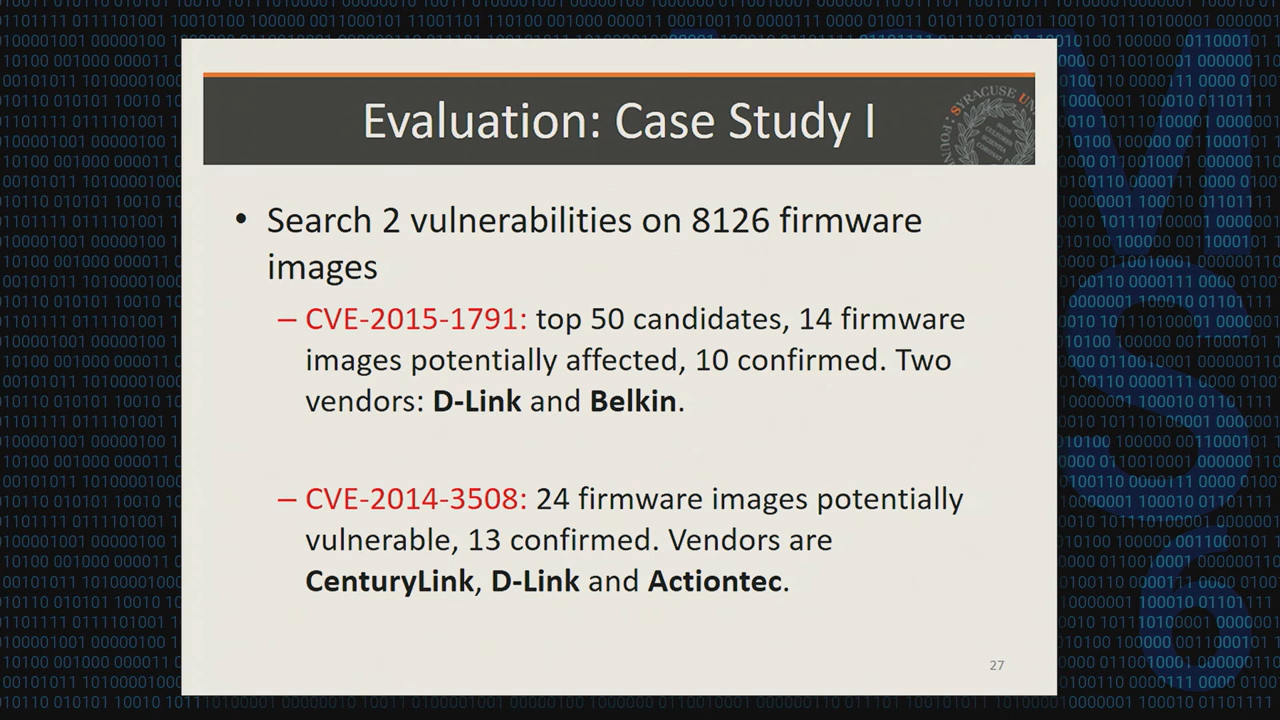 Evaluation: Case Study I
SYRACUSE U
FOUN
• Search 2 vulnerabilities on 8126 firmware
images
– CVE-2015-1791: top 50 candidates, 14 firmware
images potentially affected, 10 confirmed. Two
vendors: D-Link and Belkin.
– CVE-2014-3508: 24 firmware images potentially
vulnerable, 13 confirmed. Vendors are
CenturyLink, D-Link and Actiontec.
27